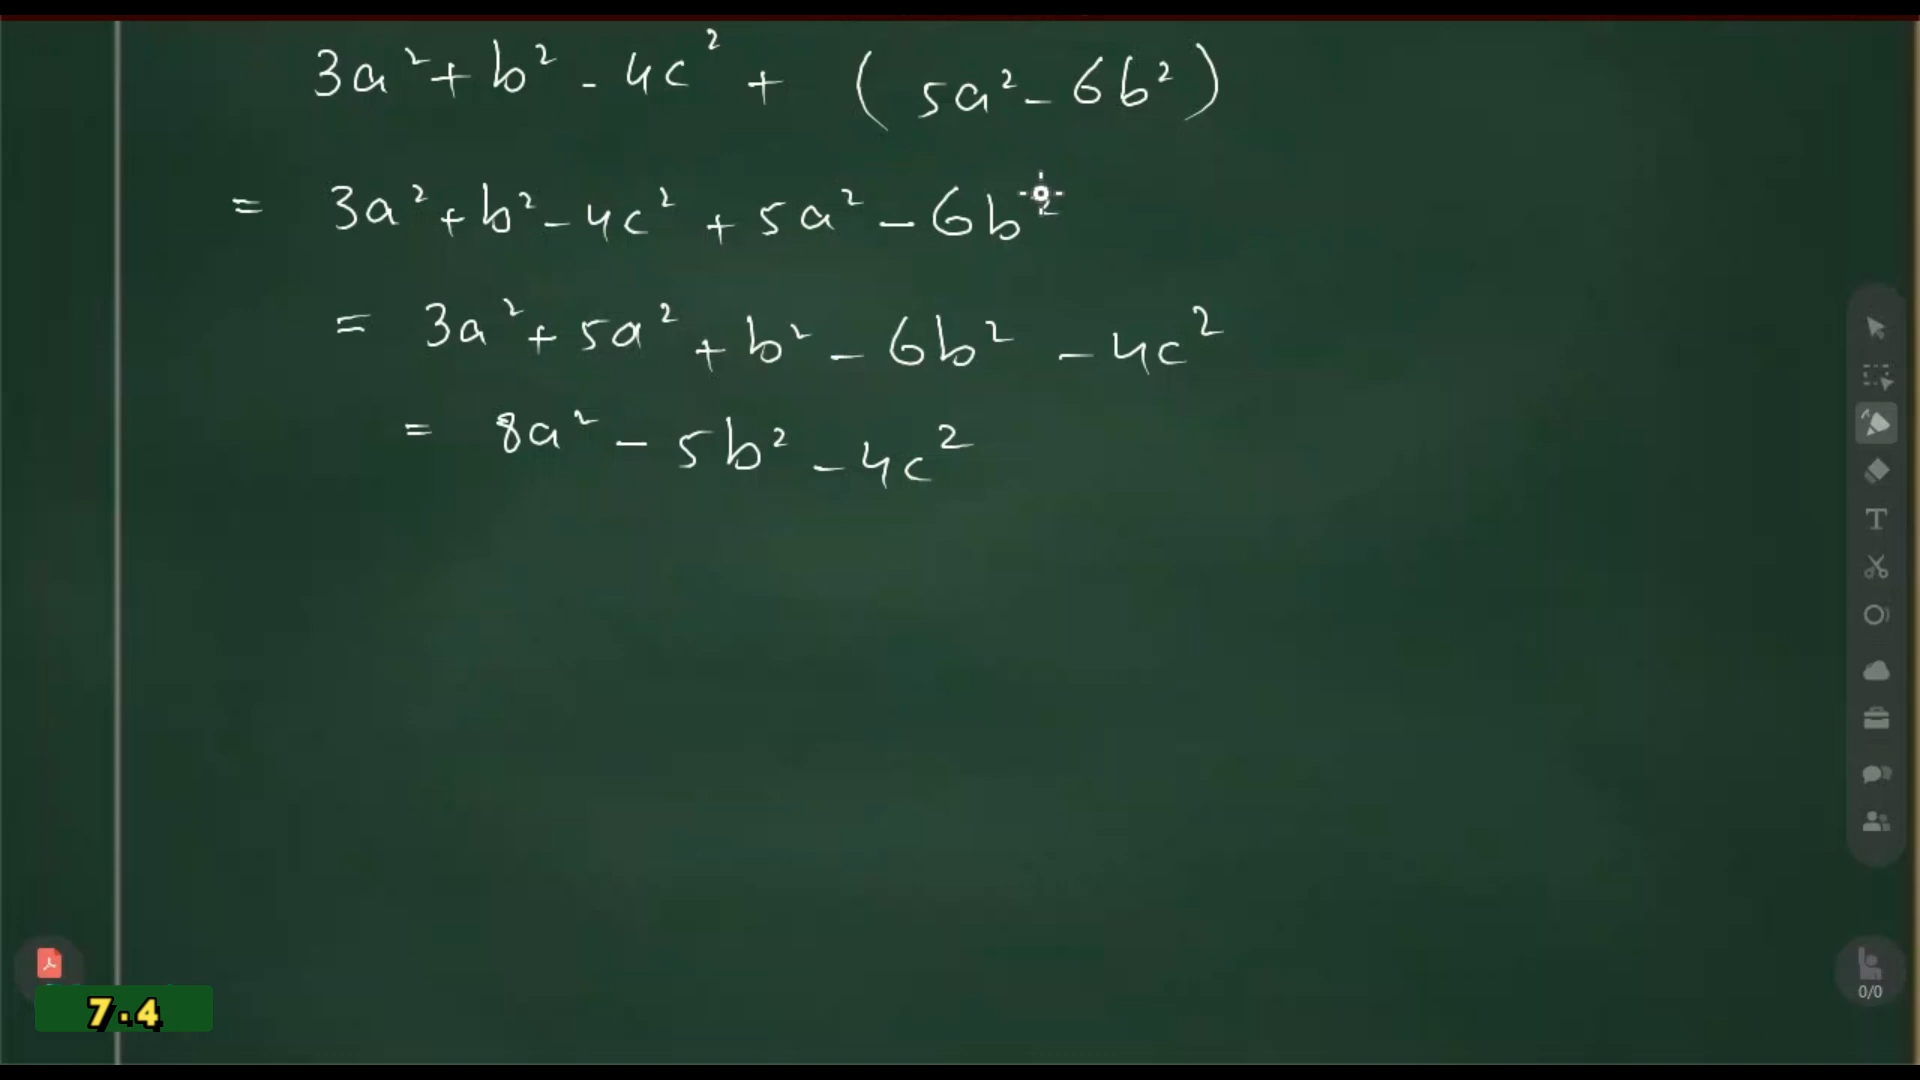 3a² + b² - 4c² + (5a² - 6b²)
= 3a² + b² - 4c² + 5a² - 6b²
= 3a² + 5a² + b² - 6b² - 4c²
= 8a² - 5b² - 4c²
T
0/0
7.4